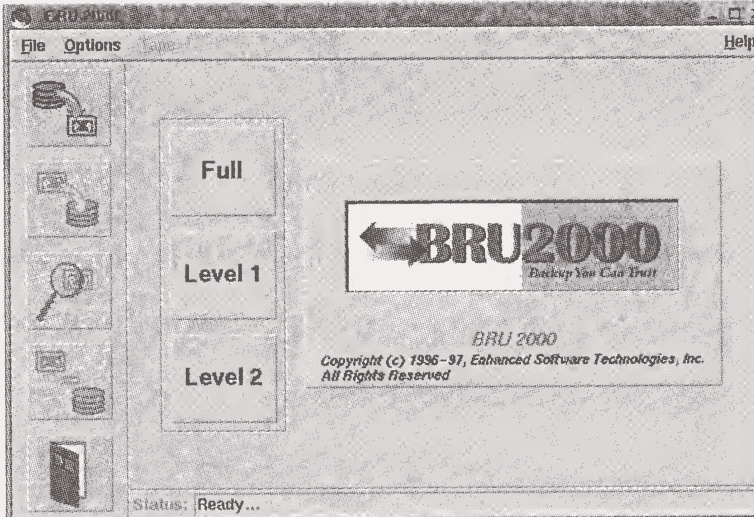 BRU 2000
File Options Help
Full
Level 1
Level 2
BRU2000
Backup You Can Trust
BRU 2000
Copyright (c) 1996-97, Enhanced Software Technologies, Inc.
All Rights Reserved
Status: Ready...